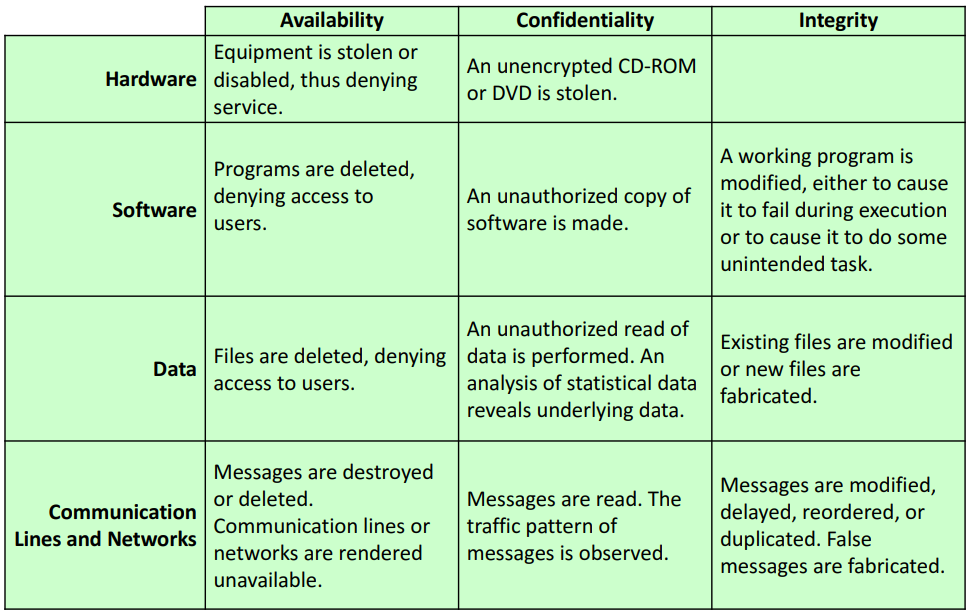 Availability
Confidentiality
Integrity
Hardware
Equipment is stolen or
disabled, thus denying
service.
An unencrypted CD-ROM
or DVD is stolen.
Software
Programs are deleted,
denying access to
users.
An unauthorized copy of
software is made.
A working program is
modified, either to cause
it to fail during execution
or to cause it to do some
unintended task.
Data
Files are deleted, denying
access to users.
An unauthorized read of
data is performed. An
analysis of statistical data
reveals underlying data.
Existing files are modified
or new files are
fabricated.
Communication
Lines and Networks
Messages are destroyed
or deleted.
Communication lines or
networks are rendered
unavailable.
Messages are read. The
traffic pattern of
messages is observed.
Messages are modified,
delayed, reordered, or
duplicated. False
messages are fabricated.